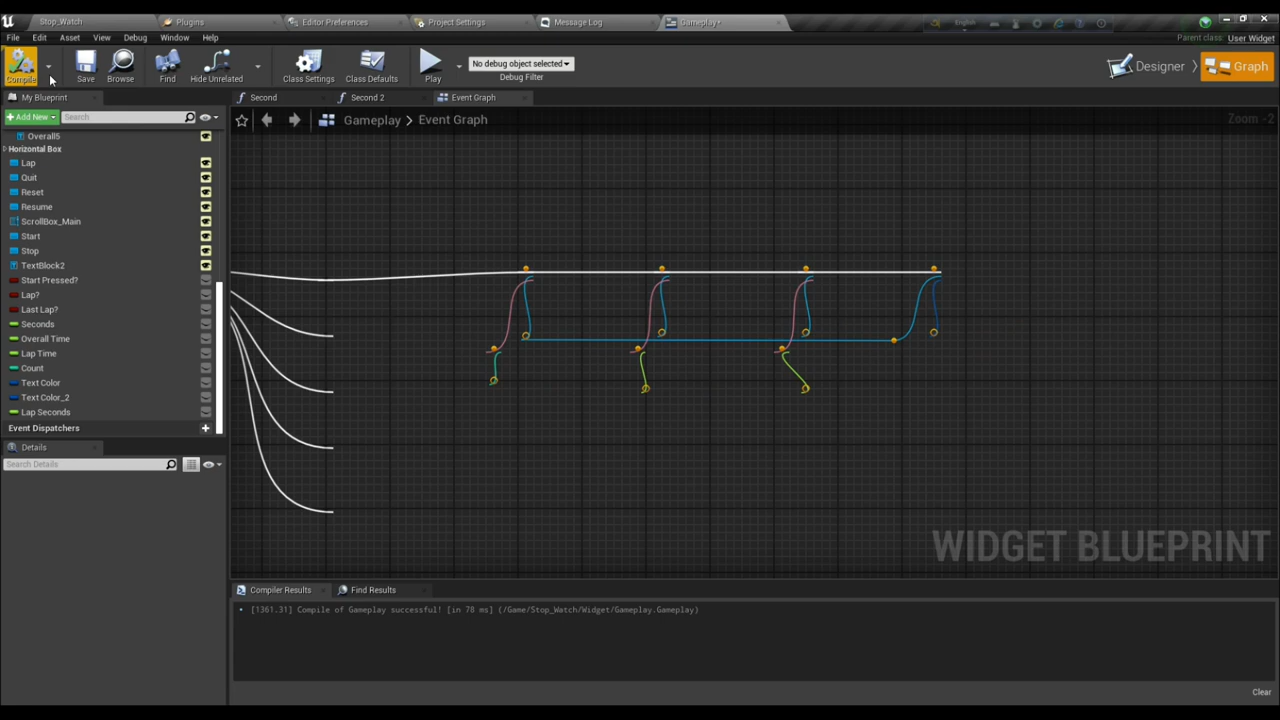 Stop_Watch
Plugins
Editor Preferences
Project Settings
Message Log
Gameplay*
English
File Edit Asset View Debug Window Help
Parent class: User Widget
Compile
Save
Browse
Find
Hide Unrelated
Class Settings
Class Defaults
Play
No debug object selected
Debug Filter
Designer
Graph
My Blueprint
Second
Second 2
Event Graph
Add New
Search
Gameplay > Event Graph
Zoom -2
Overall5
Horizontal Box
Lap
Quit
Reset
Resume
ScrollBox_Main
Start
Stop
TextBlock2
Start Pressed?
Lap?
Last Lap?
Seconds
Overall Time
Lap Time
Count
Text Color
Text Color_2
Lap Seconds
Event Dispatchers
Details
Search Details
WIDGET BLUEPRINT
Compiler Results
Find Results
[1361.31] Compile of Gameplay successful! [in 78 ms] (/Game/Stop_Watch/Widget/Gameplay.Gameplay)
Clear